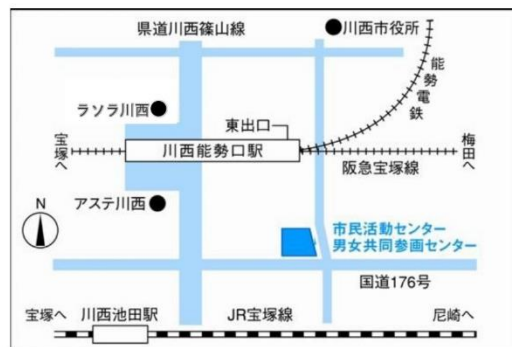 県道川西篠山線
川西市役所
能勢電鉄
ラソラ川西
東出口
宝塚へ
川西能勢口駅
阪急宝塚線
梅田へ
N
アステ川西
市民活動センター
男女共同参画センター
国道176号
宝塚へ
川西池田駅
JR宝塚線
尼崎へ